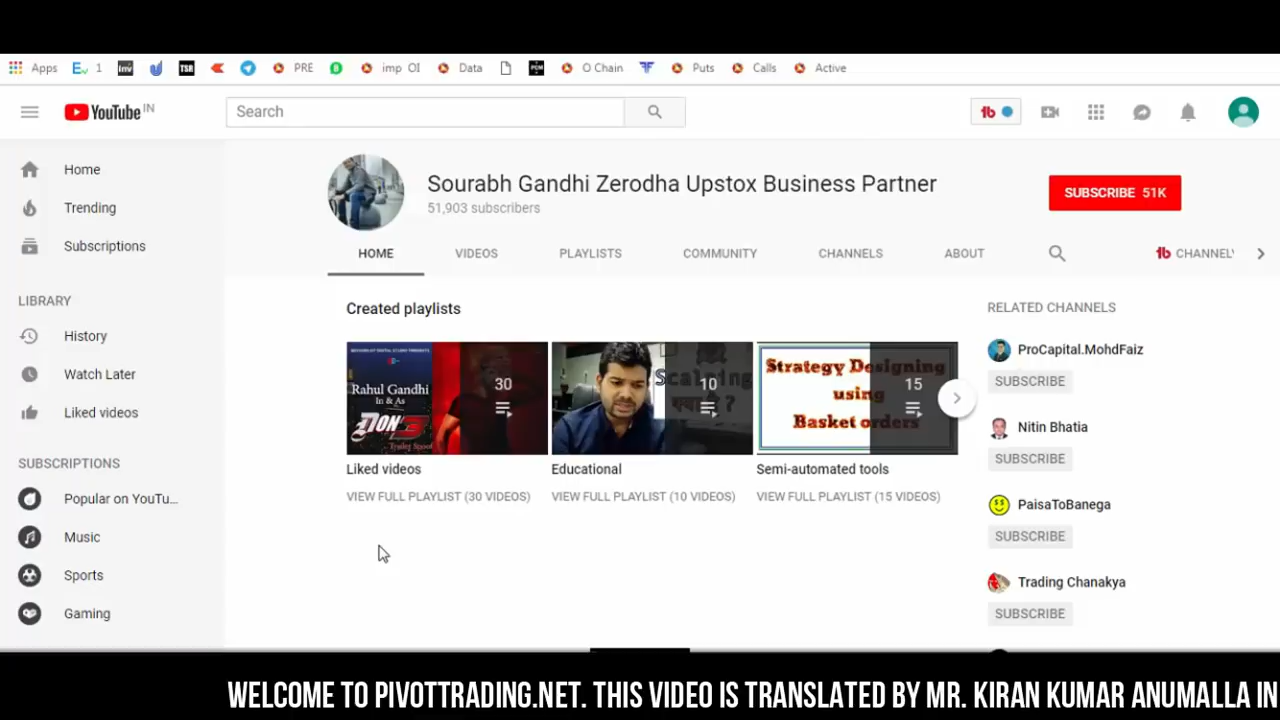 Apps 1 inv TSR PRE imp OI Data PCM O Chain Puts Calls Active
YouTube IN
Search
Home
Trending
Subscriptions
LIBRARY
History
Watch Later
Liked videos
SUBSCRIPTIONS
Popular on YouTu...
Music
Sports
Gaming
Sourabh Gandhi Zerodha Upstox Business Partner
51,903 subscribers
SUBSCRIBE 51K
HOME VIDEOS PLAYLISTS COMMUNITY CHANNELS ABOUT CHANNEL
Created playlists
Rahul Gandhi
In & As
DON 3
30
Liked videos
VIEW FULL PLAYLIST (30 VIDEOS)
10
Educational
VIEW FULL PLAYLIST (10 VIDEOS)
Strategy Designing
using
Basket orders
15
Semi-automated tools
VIEW FULL PLAYLIST (15 VIDEOS)
RELATED CHANNELS
ProCapital.MohdFaiz
SUBSCRIBE
Nitin Bhatia
SUBSCRIBE
PaisaToBanega
SUBSCRIBE
Trading Chanakya
SUBSCRIBE
WELCOME TO PIVOTTRADING.NET. THIS VIDEO IS TRANSLATED BY MR. KIRAN KUMAR ANUMALLA IN